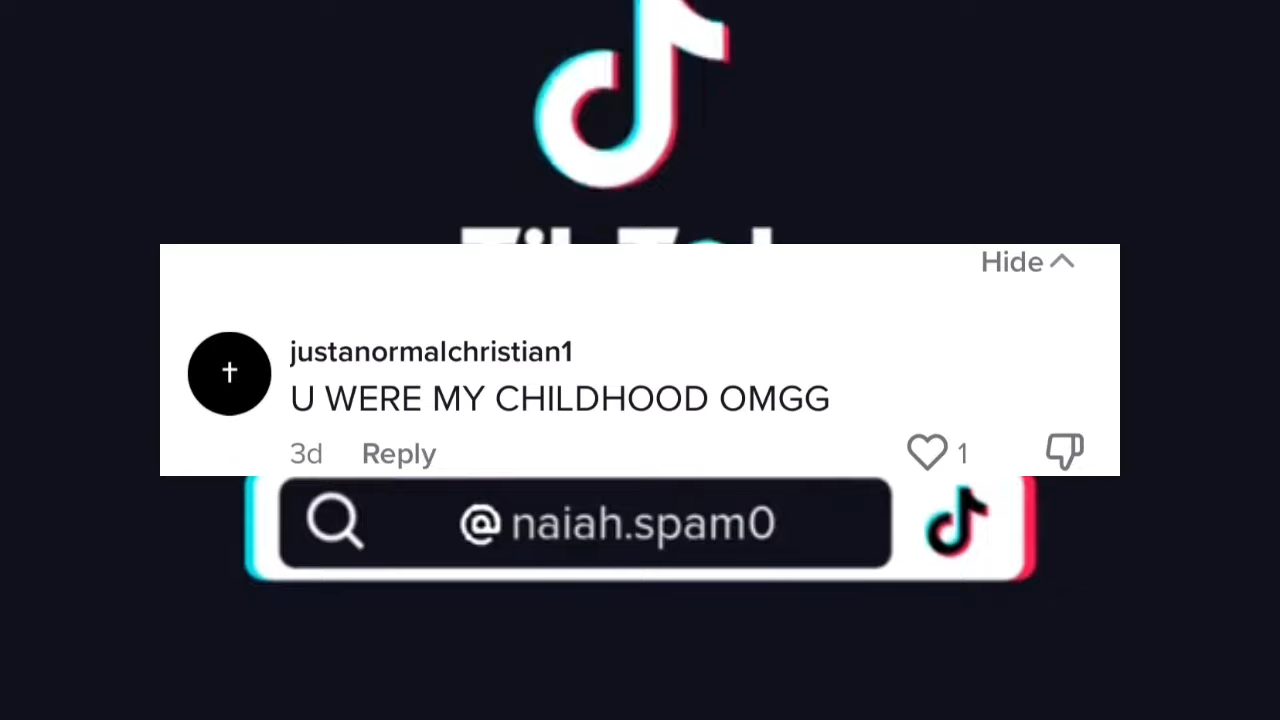 Hide
justanormalchristian1
U WERE MY CHILDHOOD OMGG
3d Reply 1
@naiah.spam0